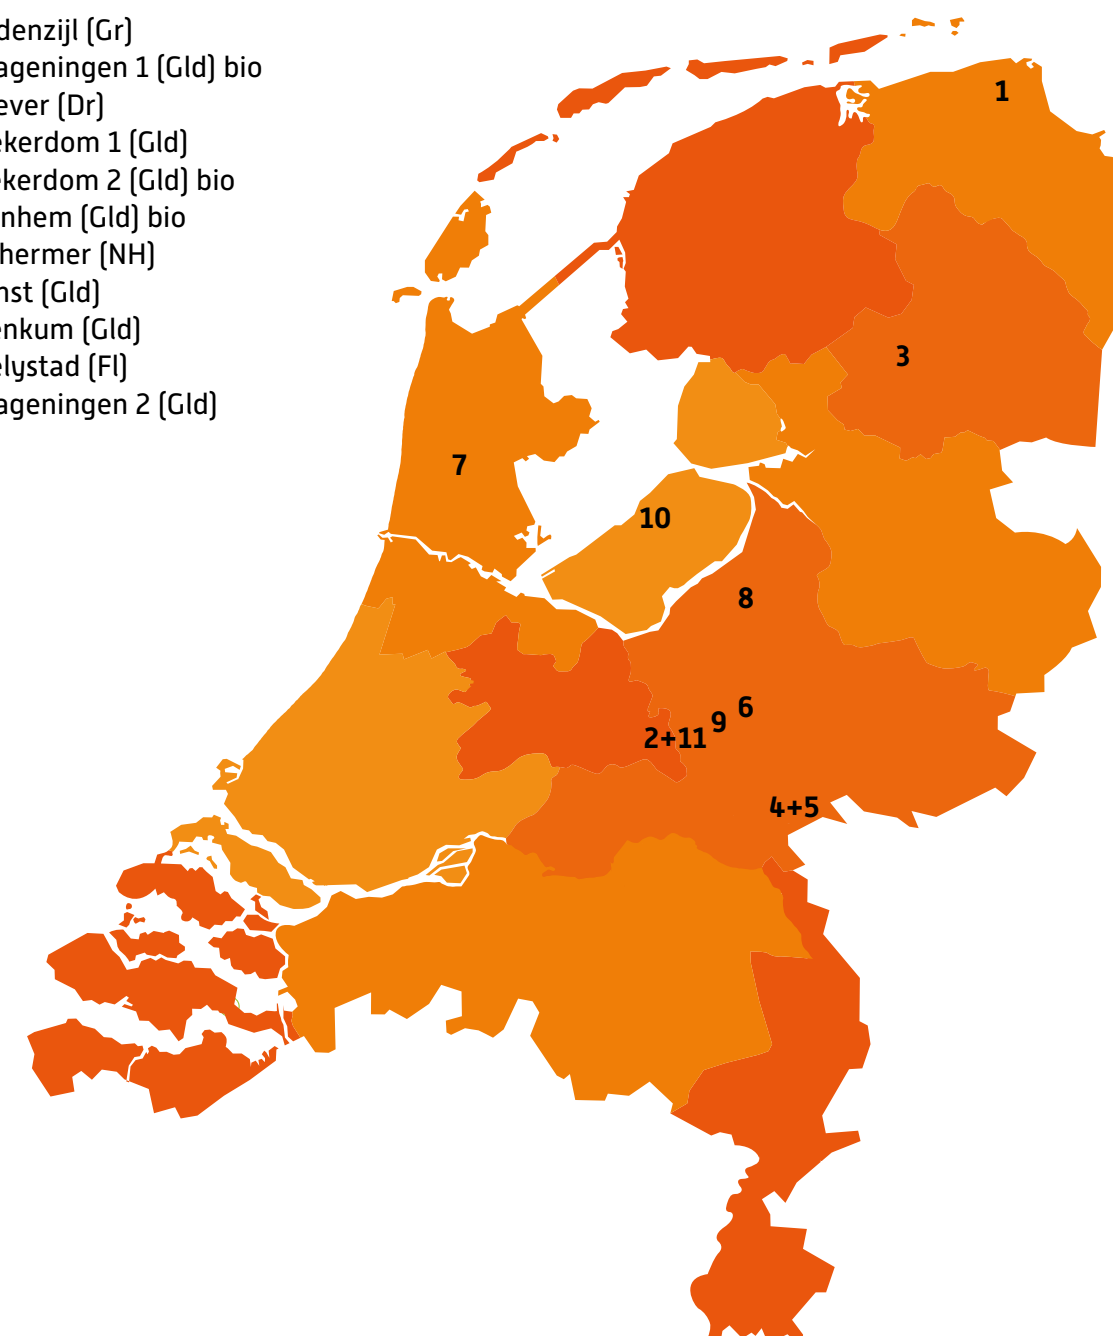 denzijl (Gr)
ageningen 1 (Gld) bio
ever (Dr)
ekerdom 1 (Gld)
ekerdom 2 (Gld) bio
nhem (Gld) bio
hermer (NH)
nst (Gld)
enkum (Gld)
elystad (Fl)
ageningen 2 (Gld)
1
3
7
10
8
6
9
2+11
4+5